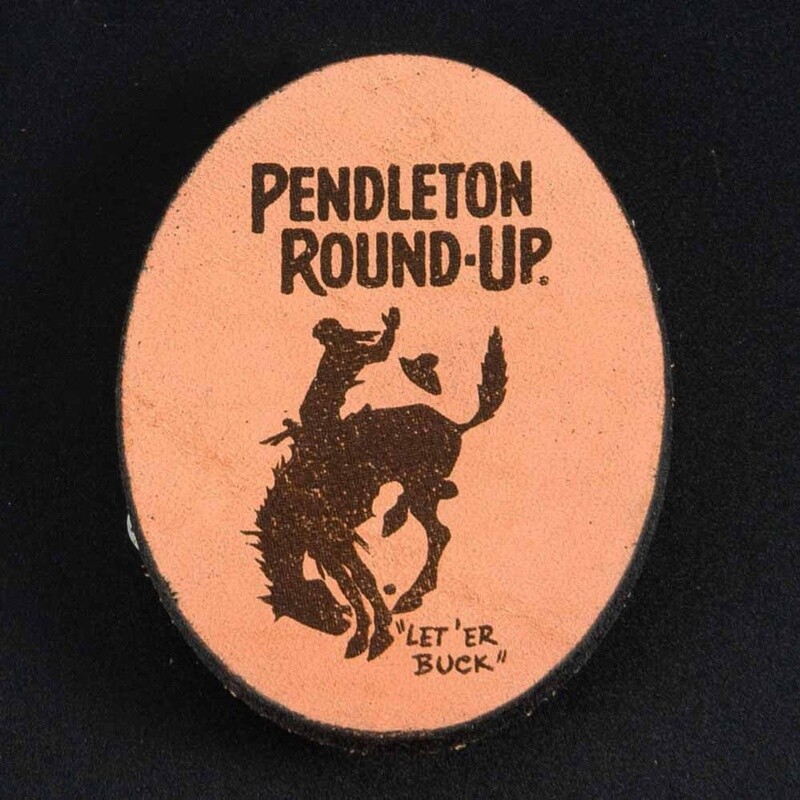 PENDLETON
ROUND-UP®
"LET 'ER
BUCK"